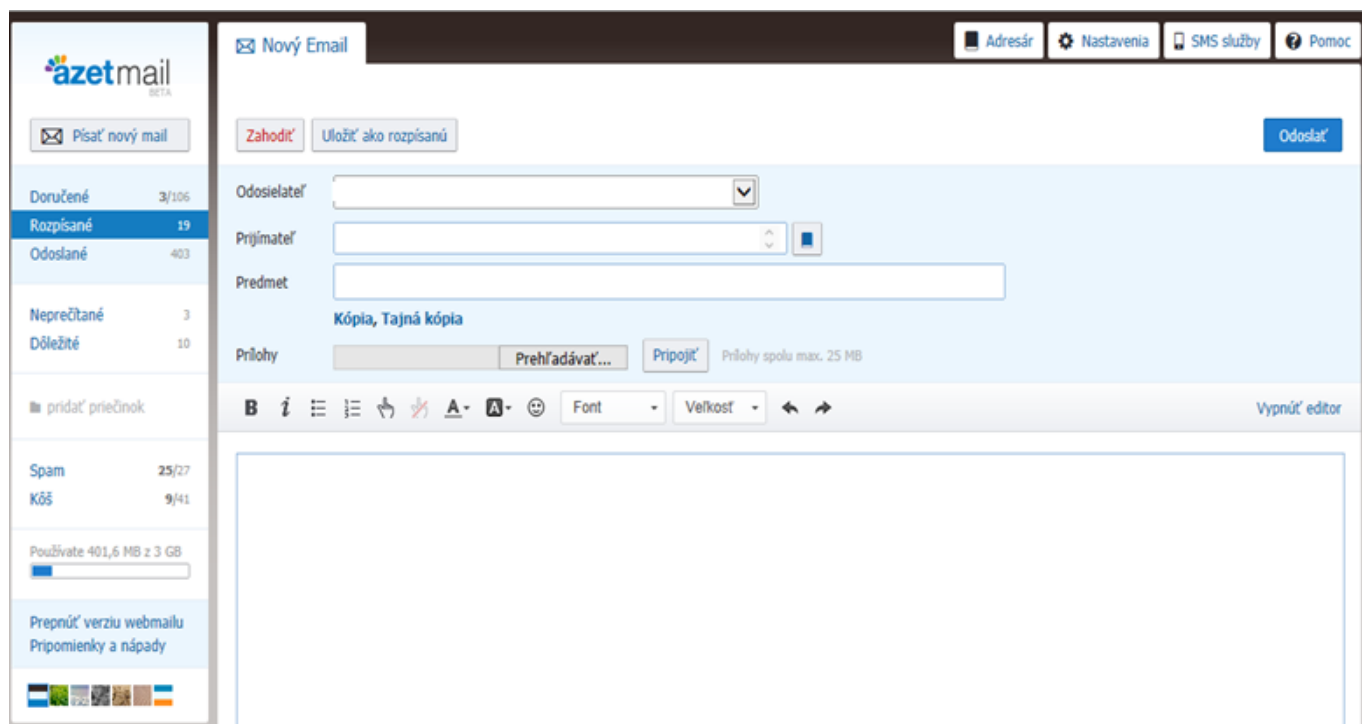 Nový Email
Adresár
Nastavenia
SMS služby
Pomoc
azetmail
BETA
Písať nový mail
Zahodiť
Uložiť ako rozpísanú
Odoslať
Doručené 3/106
Rozpísané 19
Odoslané 403
Neprečítané 3
Dôležité 10
pridať priečinok
Spam 25/27
Kôš 9/41
Používate 401,6 MB z 3 GB
Prepnúť verziu webmailu
Pripomienky a nápady
Odosielateľ
Prijímateľ
Predmet
Kópia, Tajná kópia
Prílohy Prehľadávať... Pripojiť Prílohy spolu max. 25 MB
B i A A Font Veľkosť Vypnúť editor